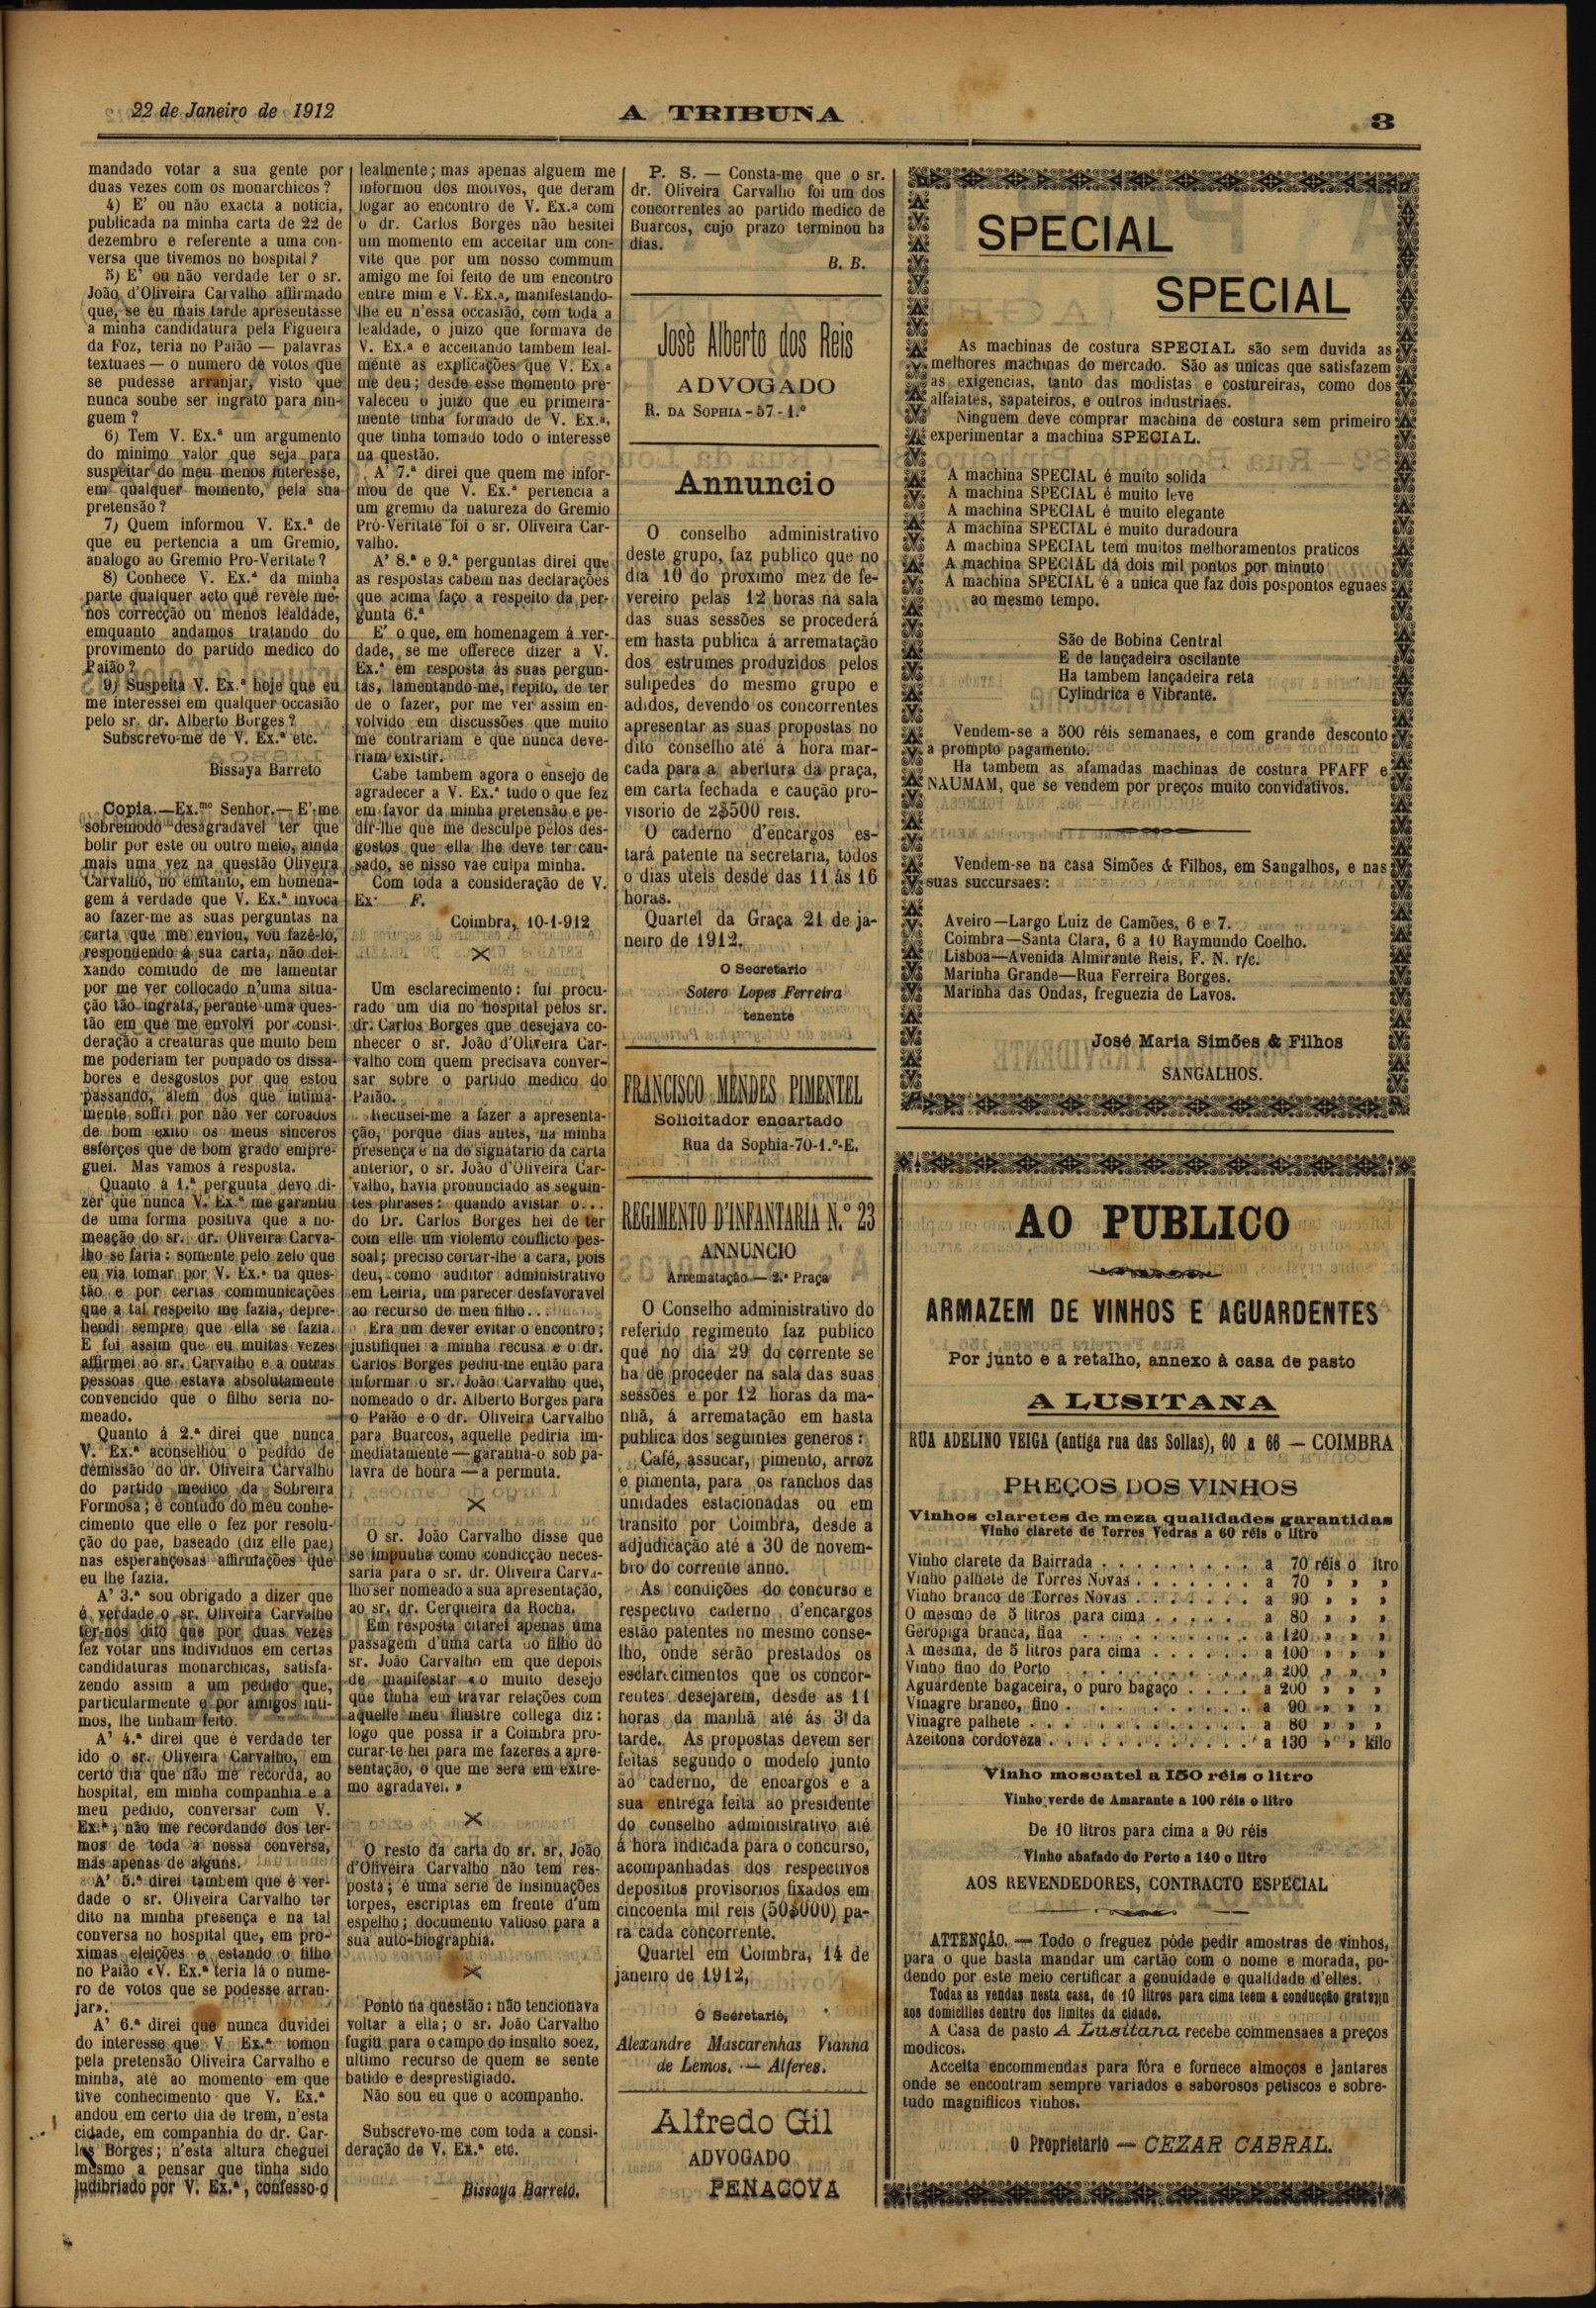 22 de Janeiro de 1912
A TRIBUNA
3
mandado votar a sua gente por
duas vezes com os monarchicos?
4) E' ou não exacta a noticia,
publicada na minha carta de 22 de
dezembro e referente a uma con-
versa que tivemos no hospital?
5) E' ou não verdade ter o sr.
João d'Oliveira Carvalho affirmado
que, se eu mais tarde apresentasse
a minha candidatura pela Figueira
da Foz, teria no Paião — palavras
textuaes — o numero de votos que
se pudesse arranjar, visto que
nunca soube ser ingrato para nin-
guem?
6) Tem V. Ex.ª um argumento
do minimo valor que seja para
suspeitar do meu menos interesse,
em qualquer momento, pela sua
pretensão?
7) Quem informou V. Ex.ª de
que eu pertencia a um Gremio,
analogo ao Gremio Pro-Veritate?
8) Conhece V. Ex.ª da minha
parte qualquer acto que revele me-
nos correcção ou menos lealdade,
emquanto andamos tratando do
provimento do partido medico do
Paião?
9) Suspeita V. Ex.ª hoje que eu
me interessei em qualquer occasião
pelo sr. dr. Alberto Borges?
Subscrevo-me de V. Ex.ª etc.
Bissaya Barreto
Copia.—Ex.mo Senhor.— E'-me
sobremodo desagradavel ter que
bolir por este ou outro meio, ainda
mais uma vez na questão Oliveira
Carvalho, no emtanto, em homena-
gem á verdade que V. Ex.ª invoca
ao fazer-me as suas perguntas na
carta que me enviou, vou fazê-lo,
respondendo á sua carta, não dei-
xando comtudo de me lamentar
por me ver collocado n'uma situa-
ção tão ingrata, perante uma ques-
tão em que me envolvi por consi-
deração a creaturas que muito bem
me poderiam ter poupado os dissa-
bores e desgostos por que estou
passando, alem dos que intima-
mente soffri por não ver coroados
de bom exito os meus sinceros
esforços que de bom grado empre-
guei. Mas vamos á resposta.
Quanto á 1.ª pergunta devo di-
zer que nunca V. Ex.ª me garantiu
de uma forma positiva que a no-
meação do sr. dr. Oliveira Carva-
lho se faria: somente pelo zelo que
eu via tomar por V. Ex.ª na ques-
tão e por certas communicações
que a tal respeito me fazia, depre-
hendi sempre que ella se fazia.
E foi assim que eu muitas vezes
affirmei ao sr. Carvalho e a outras
pessoas que estava absolutamente
convencido que o filho seria no-
meado.
Quanto á 2.ª direi que nunca
V. Ex.ª aconselhou o pedido de
demissão do dr. Oliveira Carvalho
do partido medico da Sobreira
Formosa; é contudo do meu conhe-
cimento que elle o fez por resolu-
ção do pae, baseado (diz elle pae)
nas esperançosas affirmações que
eu lhe fazia.
A' 3.ª sou obrigado a dizer que
é verdade o sr. Oliveira Carvalho
ter-nos dito que por duas vezes
fez votar uns individuos em certas
candidaturas monarchicas, satisfa-
zendo assim a um pedido que,
particularmente e por amigos inti-
mos, lhe tinham feito.
A' 4.ª direi que é verdade ter
ido o sr. Oliveira Carvalho, em
certo dia que não me recorda, ao
hospital, em minha companhia e a
meu pedido, conversar com V.
Ex.ª; não me recordando dos ter-
mos de toda a nossa conversa,
mas apenas de alguns.
A' 5.ª direi tambem que é ver-
dade o sr. Oliveira Carvalho ter
dito na minha presença e na tal
conversa no hospital que, em pro-
ximas eleições e estando o filho
no Paião «V. Ex.ª teria lá o nume-
ro de votos que se podesse arran-
jar».
A' 6.ª direi que nunca duvidei
do interesse que V Ex.ª tomon
pela pretensão Oliveira Carvalho e
minha, até ao momento em que
tive conhecimento que V. Ex.ª
andou em certo dia de trem, n'esta
cidade, em companhia do dr. Car-
los Borges; n'esta altura cheguei
mesmo a pensar que tinha sido
ludibriado por V. Ex.ª, confesso-o
lealmente; mas apenas alguem me
informou dos motivos, que deram
logar ao encontro de V. Ex.ª com
o dr. Carlos Borges não hesitei
um momento em acceitar um con-
vite que por um nosso commum
amigo me foi feito de um encontro
entre mim e V. Ex.ª, manifestando-
lhe eu n'essa occasião, com toda a
lealdade, o juizo que formava de
V. Ex.ª e acceitando tambem leal-
mente as explicações que V. Ex.ª
me deu; desde esse momento pre-
valeceu o juizo que eu primeira-
mente tinha formado de V. Ex.ª,
que tinha tomado todo o interesse
na questão.
A' 7.ª direi que quem me infor-
mou de que V. Ex.ª pertencia a
um gremio da natureza do Gremio
Pró-Veritate foi o sr. Oliveira Car-
valho.
A' 8.ª e 9.ª perguntas direi que
as respostas cabem nas declarações
que acima faço a respeito da per-
gunta 6.ª
E' o que, em homenagem á ver-
dade, se me offerece dizer a V.
Ex.ª em resposta ás suas pergun-
tas, lamentando-me, repito, de ter
de o fazer, por me ver assim en-
volvido em discussões que muito
me contrariam e que nunca deve-
riam existir.
Cabe tambem agora o ensejo de
agradecer a V. Ex.ª tudo o que fez
em favor da minha pretensão e pe-
dir-lhe que me desculpe pelos des-
gostos que ella lhe deve ter cau-
sado, se nisso vae culpa minha.
Com toda a consideração de V.
Ex· F.
Coimbra, 10-1-912
×
Um esclarecimento: fui procu-
rado um dia no hospital pelos sr.
dr. Carlos Borges que desejava co-
nhecer o sr. João d'Oliveira Car-
valho com quem precisava conver-
sar sobre o partido medico do
Paião.
Recusei-me a fazer a apresenta-
ção, porque dias antes, na minha
presença e na do signatario da carta
anterior, o sr. João d'Oliveira Car-
valho, havia pronunciado as seguin-
tes phrases: quando avistar o...
do Dr. Carlos Borges hei de ter
com elle um violento conflicto pes-
soal; preciso cortar-lhe a cara, pois
deu, como auditor administrativo
em Leiria, um parecer desfavoravel
ao recurso de meu filho...
Era um dever evitar o encontro;
justifiquei a minha recusa e o dr.
Carlos Borges pediu-me então para
informar o sr. João Carvalho que,
nomeado o dr. Alberto Borges para
o Paião e o dr. Oliveira Carvalho
para Buarcos, aquelle pediria im-
mediatamente — garantia-o sob pa-
lavra de honra — a permuta.
×
O sr. João Carvalho disse que
se impunha como condicção neces-
saria para o sr. dr. Oliveira Carva-
lho ser nomeado a sua apresentação,
ao sr. dr. Cerqueira da Rocha.
Em resposta citarei apenas uma
passagem d'uma carta do filho do
sr. João Carvalho em que depois
de manifestar «o muito desejo
que tinha em travar relações com
aquelle meu illustre collega diz:
logo que possa ir a Coimbra pro-
curar-te hei para me fazeres a apre-
sentação, o que me será em extre-
mo agradavel.»
×
O resto da carta do sr. sr. João
d'Oliveira Carvalho não tem res-
posta; é uma serie de insinuações
torpes, escriptas em frente d'um
espelho; documento valioso para a
sua auto-biographia.
×
Ponto na questão: não tencionava
voltar a ella; o sr. João Carvalho
fugiu para o campo do insulto soez,
ultimo recurso de quem se sente
batido e desprestigiado.
Não sou eu que o acompanho.
Subscrevo-me com toda a consi-
deração de V. Ex.ª etc.
Bissaya Barreto.
P. S. — Consta-me que o sr.
dr. Oliveira Carvalho foi um dos
concorrentes ao partido medico de
Buarcos, cujo prazo terminou ha
dias.
B. B.
Josè Alberto dos Reis
ADVOGADO
R. DA SOPHIA - 57 - 1.º
Annuncio
O conselho administrativo
deste grupo, faz publico que no
dia 10 do proximo mez de fe-
vereiro pelas 12 horas na sala
das suas sessões se procederá
em hasta publica á arrematação
dos estrumes produzidos pelos
sulipedes do mesmo grupo e
adidos, devendo os concorrentes
apresentar as suas propostas no
dito conselho até á hora mar-
cada para a abertura da praça,
em carta fechada e caução pro-
visorio de 2$500 reis.
O caderno d'encargos es-
tará patente na secretaria, todos
o dias uteis desde das 11 ás 16
horas.
Quartel da Graça 21 de ja-
neiro de 1912.
O Secretario
Sotero Lopes Ferreira
tenente
FRANCISCO MENDES PIMENTEL
Solicitador encartado
Rua da Sophia-70-1.º-E.
REGIMENTO D'INFANTARIA N.º 23
ANNUNCIO
Arrematação — 2.ª Praça
O Conselho administrativo do
referido regimento faz publico
que no dia 29 do corrente se
ha de proceder na sala das suas
sessões e por 12 horas da ma-
nhã, á arrematação em hasta
publica dos seguintes generos:
Café, assucar, pimento, arroz
e pimenta, para os ranchos das
unidades estacionadas ou em
transito por Coimbra, desde a
adjudicação até a 30 de novem-
bro do corrente anno.
As condições do concurso e
respectivo caderno d'encargos
estão patentes no mesmo conse-
lho, onde serão prestados os
esclarecimentos que os concor-
rentes desejarem, desde as 11
horas da manhã até ás 3 da
tarde. As propostas devem ser
feitas segundo o modelo junto
ao caderno, de encargos e a
sua entrega feita ao presidente
do conselho administrativo até
á hora indicada para o concurso,
acompanhadas dos respectivos
depositos provisorios fixados em
cincoenta mil reis (50$000) pa-
ra cada concorrente.
Quartel em Coimbra, 14 de
janeiro de 1912,
O Secretario,
Alexandre Mascarenhas Vianna
de Lemos. — Alferes.
Alfredo Gil
ADVOGADO
PENACOVA
SPECIAL
SPECIAL
As machinas de costura SPECIAL são sem duvida as
melhores machinas do mercado. São as unicas que satisfazem
as exigencias, tanto das modistas e costureiras, como dos
alfaiates, sapateiros, e outros industriaes.
Ninguem deve comprar machina de costura sem primeiro
experimentar a machina SPECIAL.
A machina SPECIAL é muito solida
A machina SPECIAL é muito leve
A machina SPECIAL é muito elegante
A machina SPECIAL é muito duradoura
A machina SPECIAL tem muitos melhoramentos praticos
A machina SPECIAL dá dois mil pontos por minuto
A machina SPECIAL é a unica que faz dois pospontos eguaes
ao mesmo tempo.
São de Bobina Central
E de lançadeira oscilante
Ha tambem lançadeira reta
Cylindrica e Vibrante.
Vendem-se a 500 réis semanaes, e com grande desconto
a prompto pagamento.
Ha tambem as afamadas machinas de costura PFAFF e
NAUMAM, que se vendem por preços muito convidativos.
Vendem-se na casa Simões & Filhos, em Sangalhos, e nas
suas succursaes:
Aveiro—Largo Luiz de Camões, 6 e 7.
Coimbra—Santa Clara, 6 a 10 Raymundo Coelho.
Lisboa—Avenida Almirante Reis, F. N. r/c.
Marinha Grande—Rua Ferreira Borges.
Marinha das Ondas, freguezia de Lavos.
José Maria Simões & Filhos
SANGALHOS.
AO PUBLICO
ARMAZEM DE VINHOS E AGUARDENTES
Por junto e a retalho, annexo à casa de pasto
A LUSITANA
RUA ADELINO VEIGA (antiga rua das Sollas), 60 a 66 — COIMBRA
PREÇOS DOS VINHOS
Vinhos claretes de meza qualidades garantidas
Vinho clarete de Torres Vedras a 60 réis o litro
Vinho clarete da Bairrada . . . . . . . . . . a 70 réis o itro
Vinho palhete de Torres Novas . . . . . . . a 70 » » »
Vinho branco de Torres Novas . . . . . . . a 90 » » »
O mesmo de 5 litros para cima . . . . . a 80 » » »
Geropiga branca, fina . . . . . . . . . . a 120 » » »
A mesma, de 5 litros para cima . . . . . . a 100 » » »
Vinho fino do Porto . . . . . . . . . . . a 200 » » »
Aguardente bagaceira, o puro bagaço . . . . a 200 » » »
Vinagre branco, fino . . . . . . . . . . a 90 » » »
Vinagre palhete . . . . . . . . . . . . a 80 » » »
Azeitona cordoveza . . . . . . . . . . . a 130 » » kilo
Vinho moscatel a 150 réis o litro
Vinho verde de Amarante a 100 réis o litro
De 10 litros para cima a 90 réis
Vinho abafado do Porto a 140 o litro
AOS REVENDEDORES, CONTRACTO ESPECIAL
ATTENÇÃO. — Todo o freguez póde pedir amostras de vinhos,
para o que basta mandar um cartão com o nome e morada, po-
dendo por este meio certificar a genuidade e qualidade d'elles.
Todas as vendas nesta casa, de 10 litros para cima teem a conducção
aos domicilies dentro dos limites da cidade.
A Casa de pasto A Lusitana recebe commensaes a preços
modicos.
Acceita encommendas para fóra e fornece almoços e jantares
onde se encontram sempre variados e saborosos petiscos e sobre-
tudo magnificos vinhos.
O Proprietario — CEZAR CABRAL.